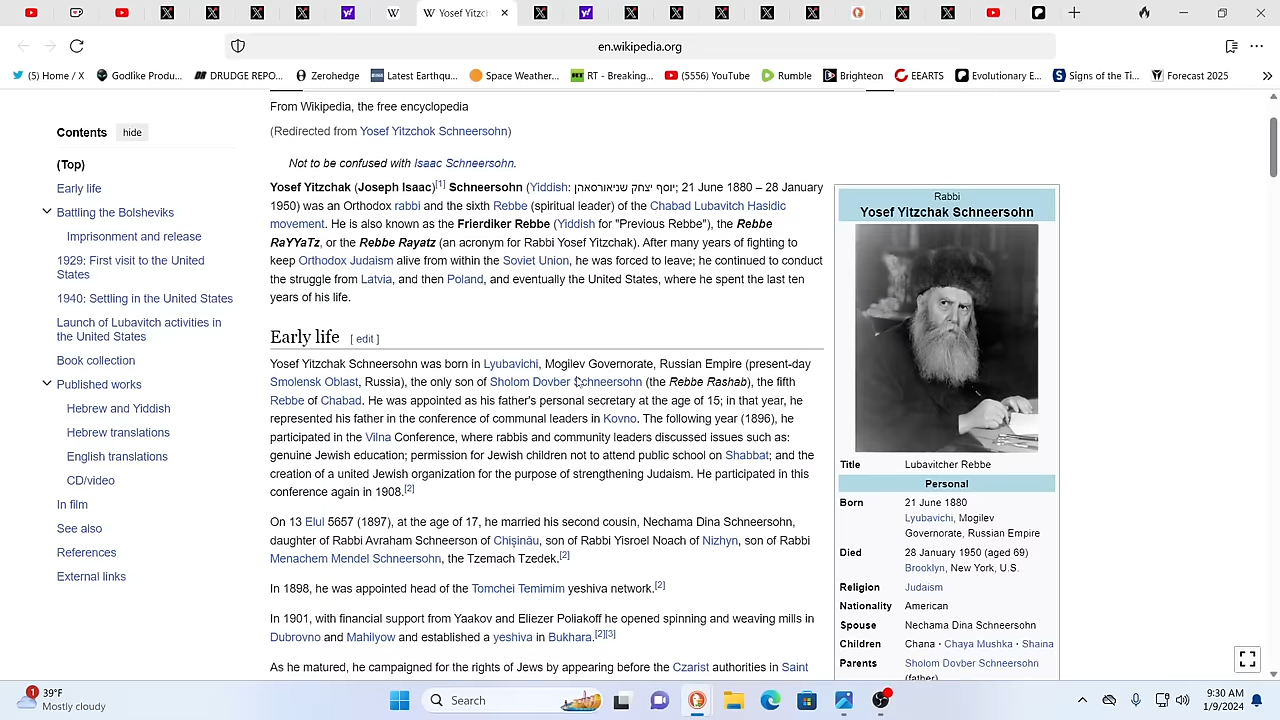 Yosef Yitzc
en.wikipedia.org
(5) Home / X
Godlike Produ...
DRUDGE REPO...
Zerohedge
Latest Earthqu...
Space Weather...
RT - Breaking...
(5556) YouTube
Rumble
Brighteon
EEARTS
Evolutionary E...
Signs of the Ti...
Forecast 2025
From Wikipedia, the free encyclopedia
(Redirected from Yosef Yitzchok Schneersohn)
Not to be confused with Isaac Schneersohn.
Contents hide
(Top)
Early life
Battling the Bolsheviks
Imprisonment and release
1929: First visit to the United
States
1940: Settling in the United States
Launch of Lubavitch activities in
the United States
Book collection
Published works
Hebrew and Yiddish
Hebrew translations
English translations
CD/video
In film
See also
References
External links
Yosef Yitzchak (Joseph Isaac)[1] Schneersohn (Yiddish: יוסף יצחק שניאורסאהן; 21 June 1880 – 28 January
1950) was an Orthodox rabbi and the sixth Rebbe (spiritual leader) of the Chabad Lubavitch Hasidic
movement. He is also known as the Frierdiker Rebbe (Yiddish for "Previous Rebbe"), the Rebbe
RaYYaTz, or the Rebbe Rayatz (an acronym for Rabbi Yosef Yitzchak). After many years of fighting to
keep Orthodox Judaism alive from within the Soviet Union, he was forced to leave; he continued to conduct
the struggle from Latvia, and then Poland, and eventually the United States, where he spent the last ten
years of his life.
Early life [ edit ]
Yosef Yitzchak Schneersohn was born in Lyubavichi, Mogilev Governorate, Russian Empire (present-day
Smolensk Oblast, Russia), the only son of Sholom Dovber Schneersohn (the Rebbe Rashab), the fifth
Rebbe of Chabad. He was appointed as his father's personal secretary at the age of 15; in that year, he
represented his father in the conference of communal leaders in Kovno. The following year (1896), he
participated in the Vilna Conference, where rabbis and community leaders discussed issues such as:
genuine Jewish education; permission for Jewish children not to attend public school on Shabbat; and the
creation of a united Jewish organization for the purpose of strengthening Judaism. He participated in this
conference again in 1908.[2]
On 13 Elul 5657 (1897), at the age of 17, he married his second cousin, Nechama Dina Schneersohn,
daughter of Rabbi Avraham Schneerson of Chişinău, son of Rabbi Yisroel Noach of Nizhyn, son of Rabbi
Menachem Mendel Schneersohn, the Tzemach Tzedek.[2]
In 1898, he was appointed head of the Tomchei Temimim yeshiva network.[2]
In 1901, with financial support from Yaakov and Eliezer Poliakoff he opened spinning and weaving mills in
Dubrovno and Mahilyow and established a yeshiva in Bukhara.[2][3]
As he matured, he campaigned for the rights of Jews by appearing before the Czarist authorities in Saint
Rabbi
Yosef Yitzchak Schneersohn
Title Lubavitcher Rebbe
Personal
Born 21 June 1880
Lyubavichi, Mogilev
Governorate, Russian Empire
Died 28 January 1950 (aged 69)
Brooklyn, New York, U.S.
Religion Judaism
Nationality American
Spouse Nechama Dina Schneersohn
Children Chana · Chaya Mushka · Shaina
Parents Sholom Dovber Schneersohn
(father)
1
39°F
Mostly cloudy
Search
9:30 AM
1/9/2024